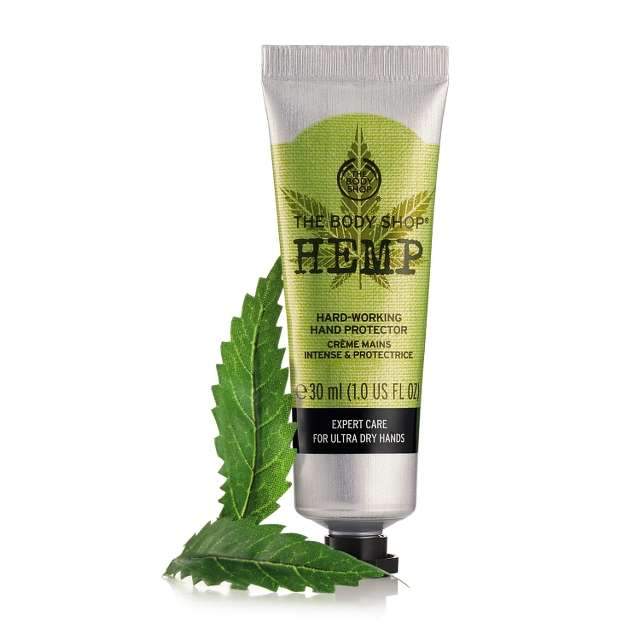 THE
BODY
SHOP
®
THE BODY SHOP®
HEMP
HARD-WORKING
HAND PROTECTOR
CRÈME MAINS
INTENSE & PROTECTRICE
℮ 30 ml (1.0 US FL OZ)
EXPERT CARE
FOR ULTRA DRY HANDS